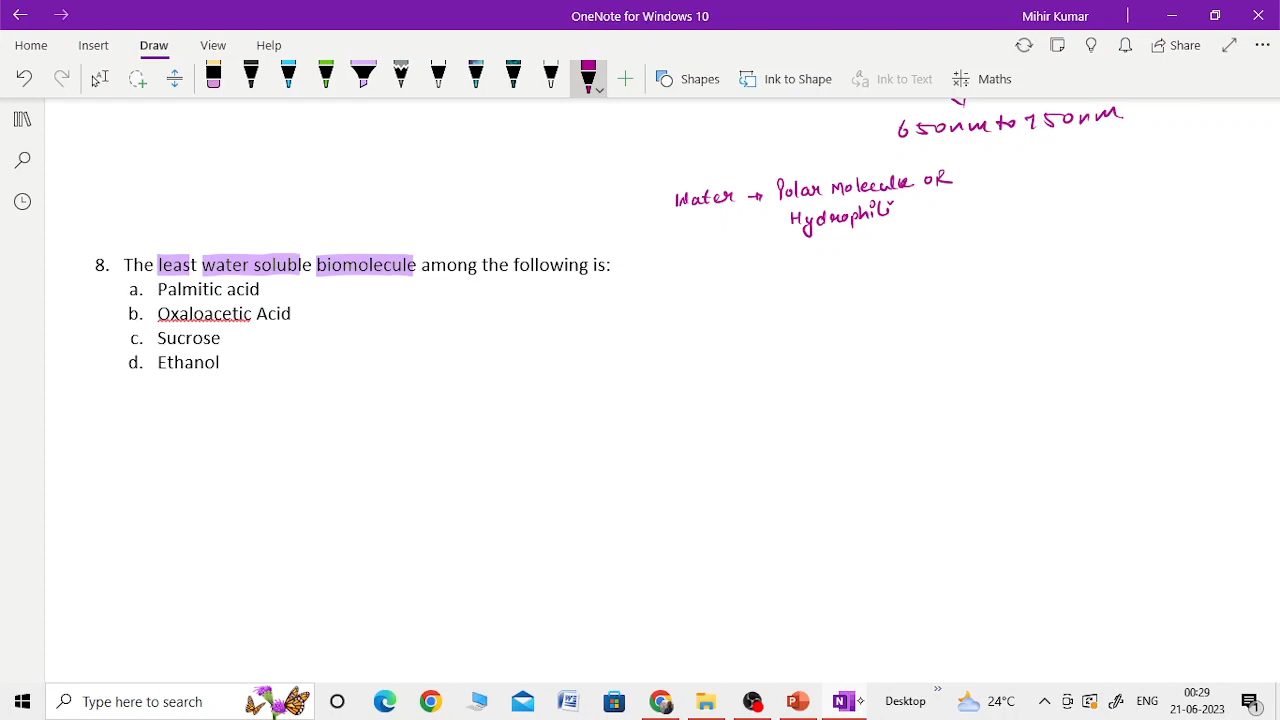 OneNote for Windows 10
Mihir Kumar
Home Insert Draw View Help
Share
Shapes Ink to Shape Ink to Text Maths
650nm to 750nm
Water → Polar Molecule OR
Hydrophili
8. The least water soluble biomolecule among the following is:
a. Palmitic acid
b. Oxaloacetic Acid
c. Sucrose
d. Ethanol
Type here to search
Desktop
24°C
ENG
00:29
21-06-2023